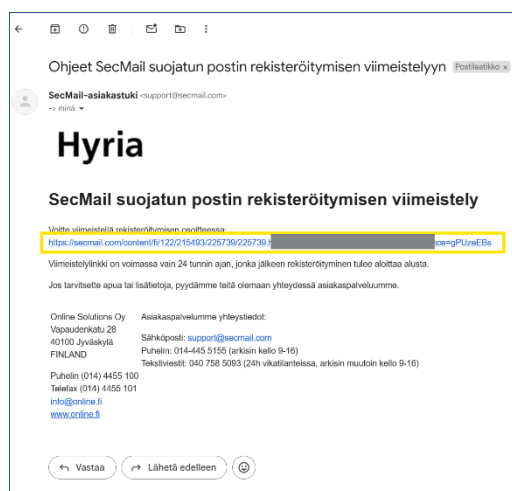 Ohjeet SecMail suojatun postin rekisteröitymisen viimeistelyyn Postilaatikko x
SecMail-asiakastuki <support@secmail.com>
-> minä
Hyria
SecMail suojatun postin rekisteröitymisen viimeistely
Voitte viimeistellä rekisteröitymisen osoitteessa:
https://secmail.com/content/fi/122/215493/225739/225739. nce=gPUzeEBs
Viimeistelylinkki on voimassa vain 24 tunnin ajan, jonka jälkeen rekisteröityminen tulee aloittaa alusta.
Jos tarvitsette apua tai lisätietoja, pyydämme teitä olemaan yhteydessä asiakaspalveluumme.
Online Solutions Oy
Vapaudenkatu 28
40100 Jyväskylä
FINLAND
Puhelin (014) 4455 100
Telefax (014) 4455 101
info@online.fi
www.online.fi
Asiakaspalvelumme yhteystiedot:
Sähköposti: support@secmail.com
Puhelin: 014-445 5155 (arkisin kello 9-16)
Tekstiviestit: 040 758 5093 (24h vikatilanteissa, arkisin muutoin kello 9-16)
Vastaa
Lähetä edelleen